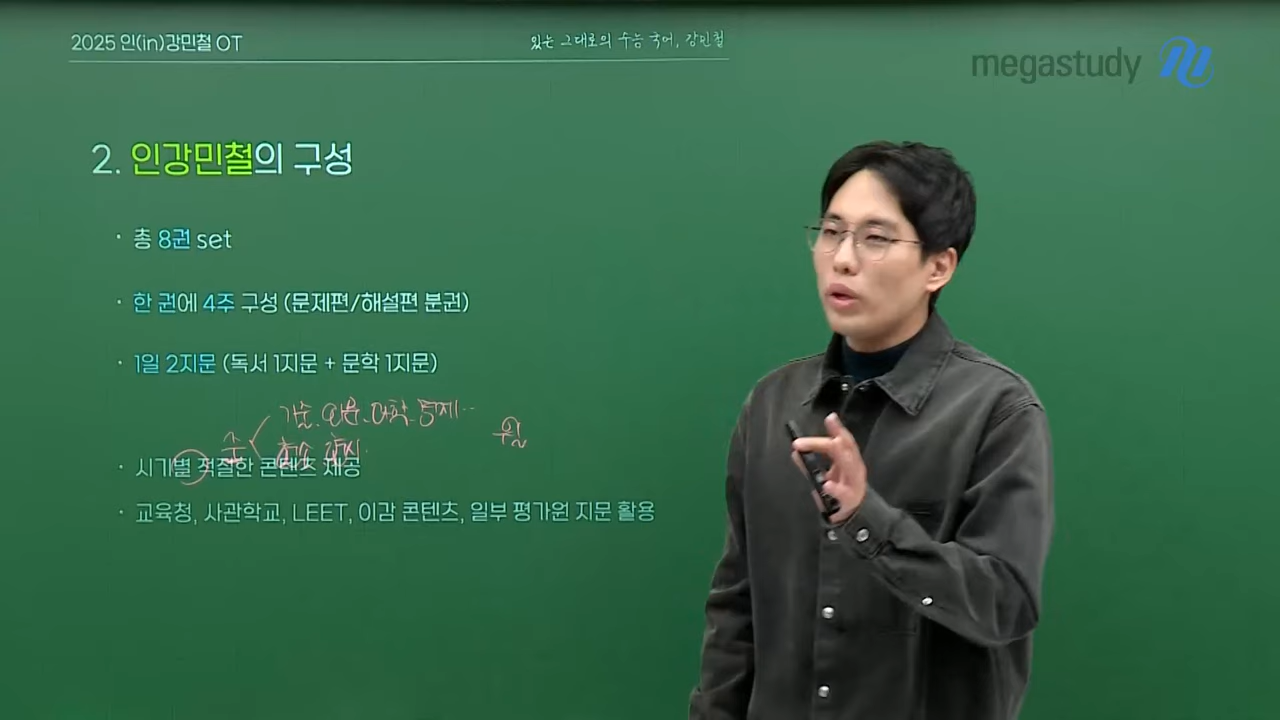 2025 인(in)강민철 OT
있는 그대로의 수능 국어, 강민철
megastudy
2. 인강민철의 구성
· 총 8권 set
· 한 권에 4주 구성 (문제편/해설편 분권)
· 1일 2지문 (독서 1지문 + 문학 1지문)
· 시기별 적절한 콘텐츠 제공
· 교육청, 사관학교, LEET, 이감 콘텐츠, 일부 평가원 지문 활용